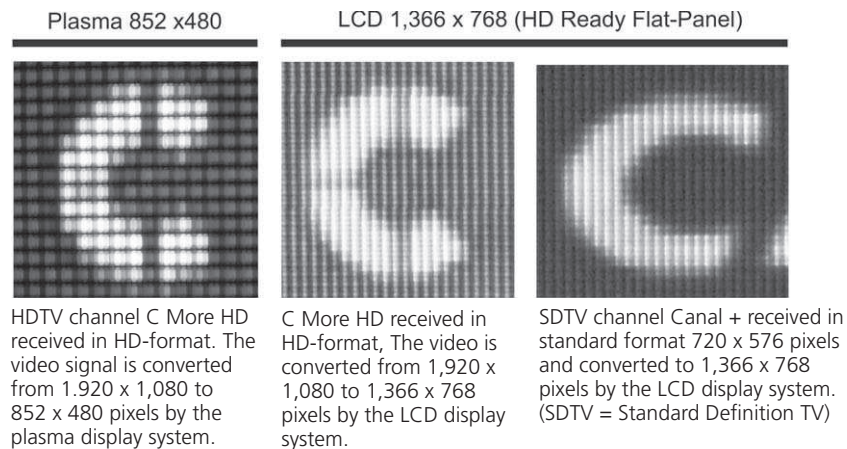 Plasma 852 x480
LCD 1,366 x 768 (HD Ready Flat-Panel)
HDTV channel C More HD
received in HD-format. The
video signal is converted
from 1.920 x 1,080 to
852 x 480 pixels by the
plasma display system.
C More HD received in
HD-format, The video is
converted from 1,920 x
1,080 to 1,366 x 768
pixels by the LCD display
system.
SDTV channel Canal + received in
standard format 720 x 576 pixels
and converted to 1,366 x 768
pixels by the LCD display system.
(SDTV = Standard Definition TV)